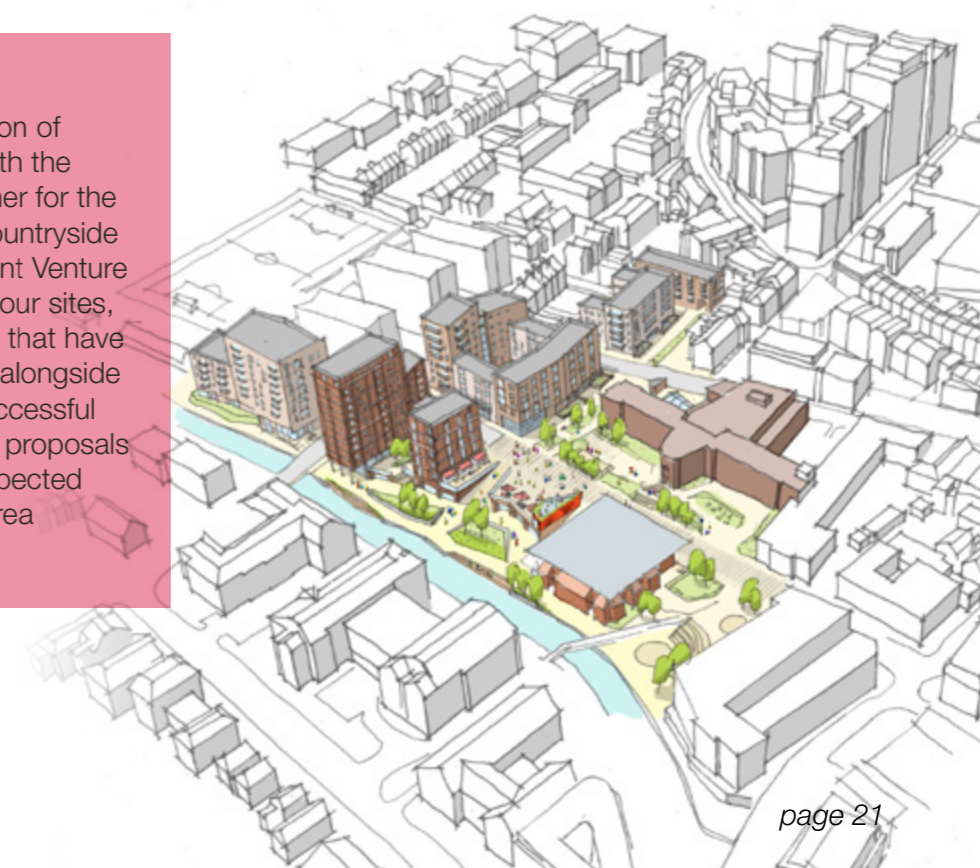 on of
th the
er for the
ountryside
nt Venture
our sites,
that have
alongside
ccessful
proposals
pected
rea
page 21